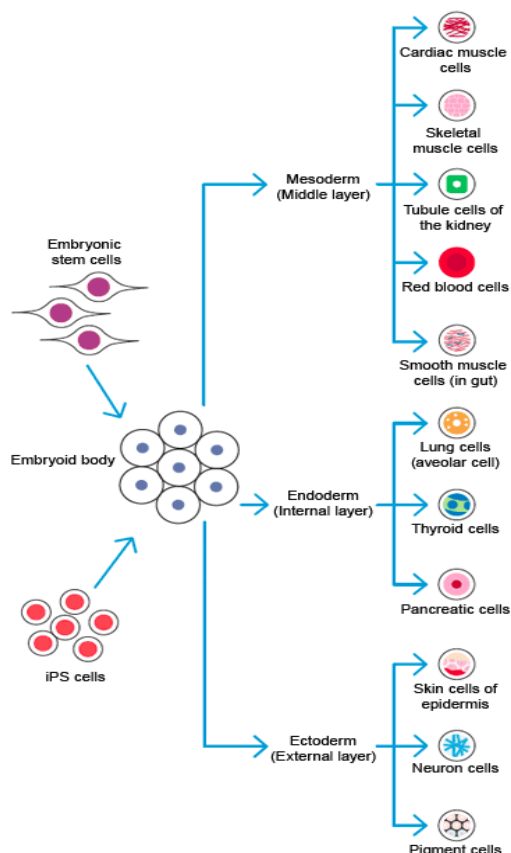 Cardiac muscle
cells
Skeletal
muscle cells
Mesoderm
(Middle layer)
Tubule cells of
the kidney
Embryonic
stem cells
Red blood cells
Smooth muscle
cells (in gut)
Embryoid body
Lung cells
(aveolar cell)
Endoderm
(Internal layer)
Thyroid cells
Pancreatic cells
iPS cells
Skin cells of
epidermis
Ectoderm
(External layer)
Neuron cells
Pigment cells